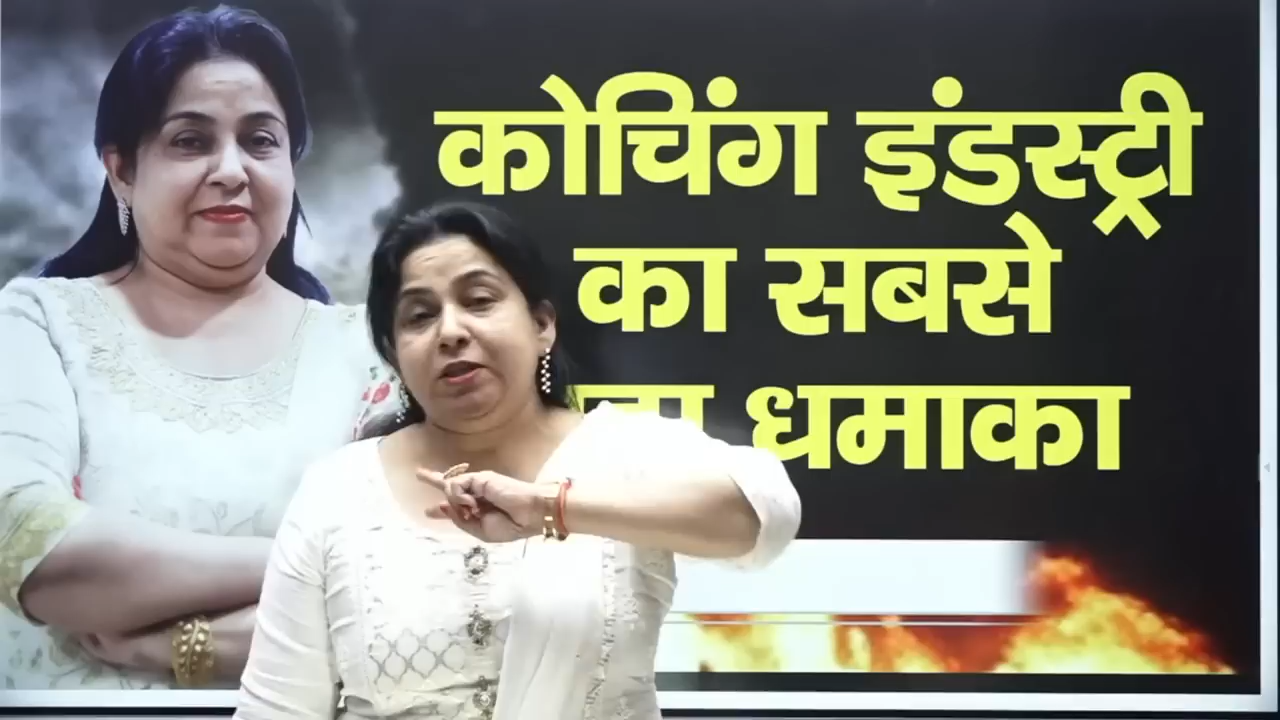 कोचिंग इंडस्ट्री
का सबसे
धमाका